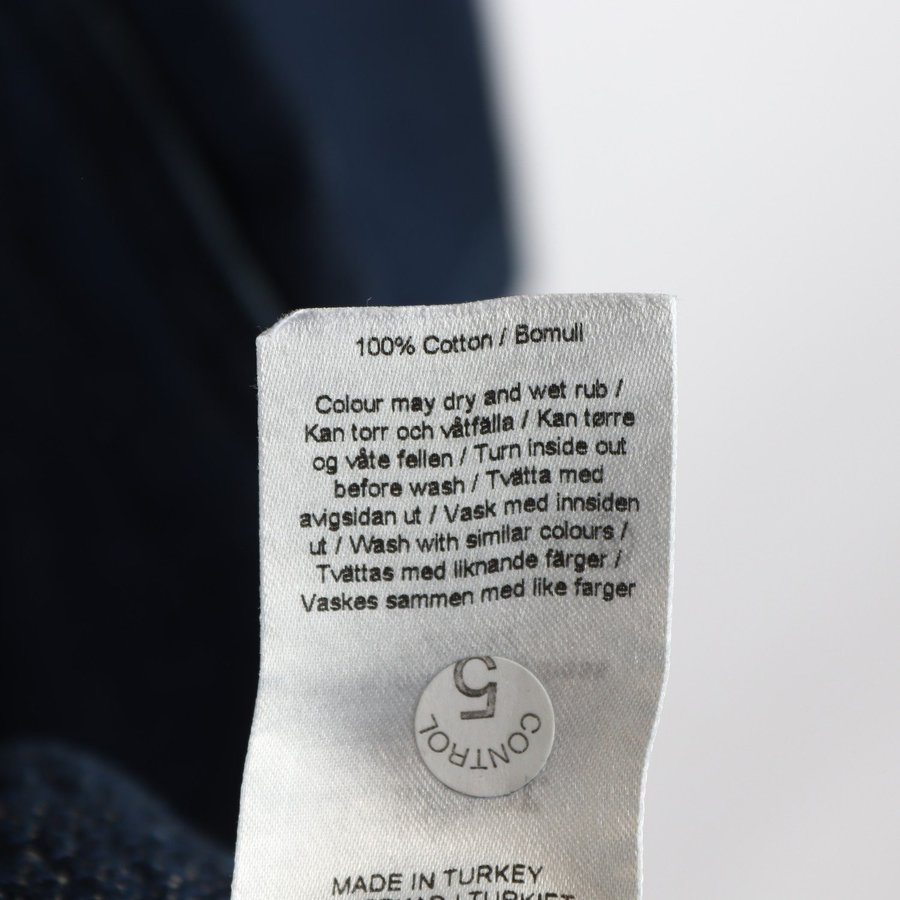 100% Cotton / Bomull
Colour may dry and wet rub /
Kan torr och våtfälla / Kan tørre
og våte fellen / Turn inside out
before wash / Tvätta med
avigsidan ut / Vask med innsiden
ut / Wash with similar colours /
Tvättas med liknande färger /
Vaskes sammen med like farger
5
CONTROL
MADE IN TURKEY